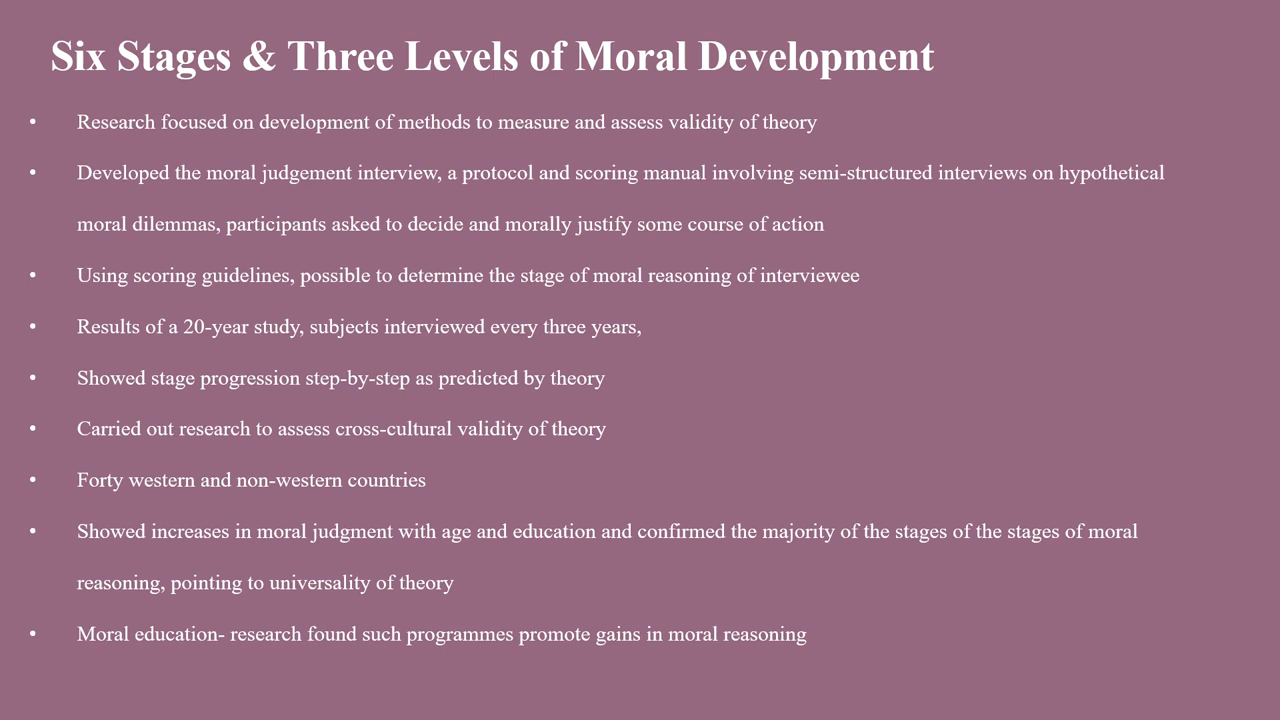 Six Stages & Three Levels of Moral Development
• Research focused on development of methods to measure and assess validity of theory
• Developed the moral judgement interview, a protocol and scoring manual involving semi-structured interviews on hypothetical
moral dilemmas, participants asked to decide and morally justify some course of action
• Using scoring guidelines, possible to determine the stage of moral reasoning of interviewee
• Results of a 20-year study, subjects interviewed every three years,
• Showed stage progression step-by-step as predicted by theory
• Carried out research to assess cross-cultural validity of theory
• Forty western and non-western countries
• Showed increases in moral judgment with age and education and confirmed the majority of the stages of the stages of moral
reasoning, pointing to universality of theory
• Moral education- research found such programmes promote gains in moral reasoning